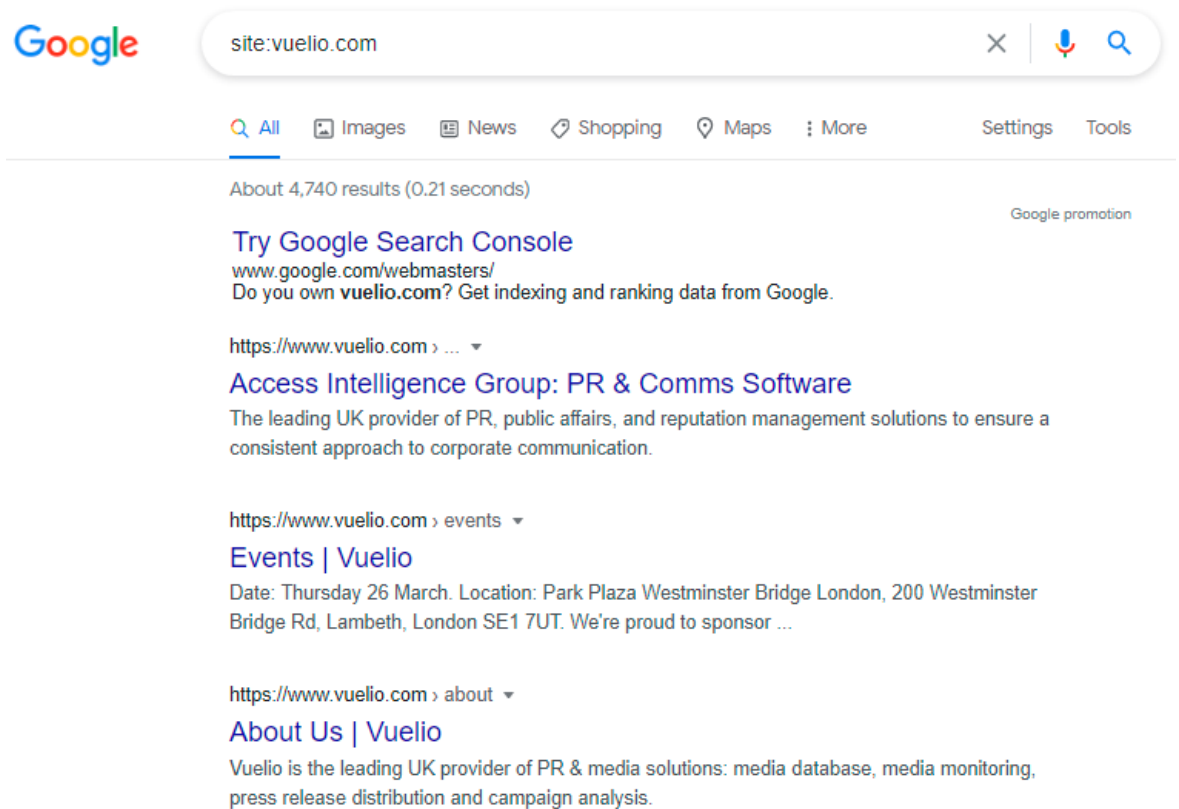 Google
site:vuelio.com
All Images News Shopping Maps More Settings Tools
About 4,740 results (0.21 seconds)
Google promotion
Try Google Search Console
www.google.com/webmasters/
Do you own vuelio.com? Get indexing and ranking data from Google.
https://www.vuelio.com › ...
Access Intelligence Group: PR & Comms Software
The leading UK provider of PR, public affairs, and reputation management solutions to ensure a
consistent approach to corporate communication.
https://www.vuelio.com › events
Events | Vuelio
Date: Thursday 26 March. Location: Park Plaza Westminster Bridge London, 200 Westminster
Bridge Rd, Lambeth, London SE1 7UT. We're proud to sponsor ...
https://www.vuelio.com › about
About Us | Vuelio
Vuelio is the leading UK provider of PR & media solutions: media database, media monitoring,
press release distribution and campaign analysis.